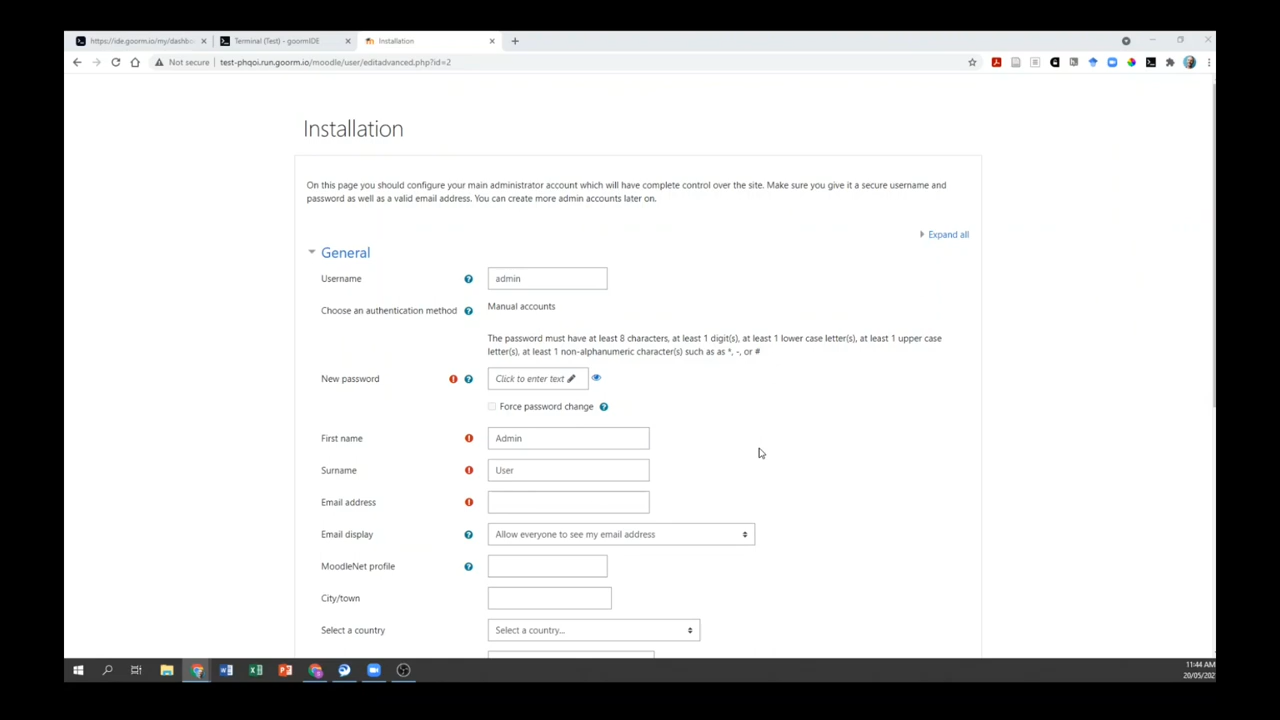 https://ide.goorm.io/my/dashbo
Terminal (Test) - goormIDE
Installation
Not secure
test-phqoi.run.goorm.io/moodle/user/editadvanced.php?id=2
Installation
On this page you should configure your main administrator account which will have complete control over the site. Make sure you give it a secure username and
password as well as a valid email address. You can create more admin accounts later on.
Expand all
General
Username
admin
Choose an authentication method
Manual accounts
The password must have at least 8 characters, at least 1 digit(s), at least 1 lower case letter(s), at least 1 upper case
letter(s), at least 1 non-alphanumeric character(s) such as as *, -, or #
New password
Click to enter text
Force password change
First name
Admin
Surname
User
Email address
Email display
Allow everyone to see my email address
MoodleNet profile
City/town
Select a country
Select a country...
11:44 AM
20/05/202